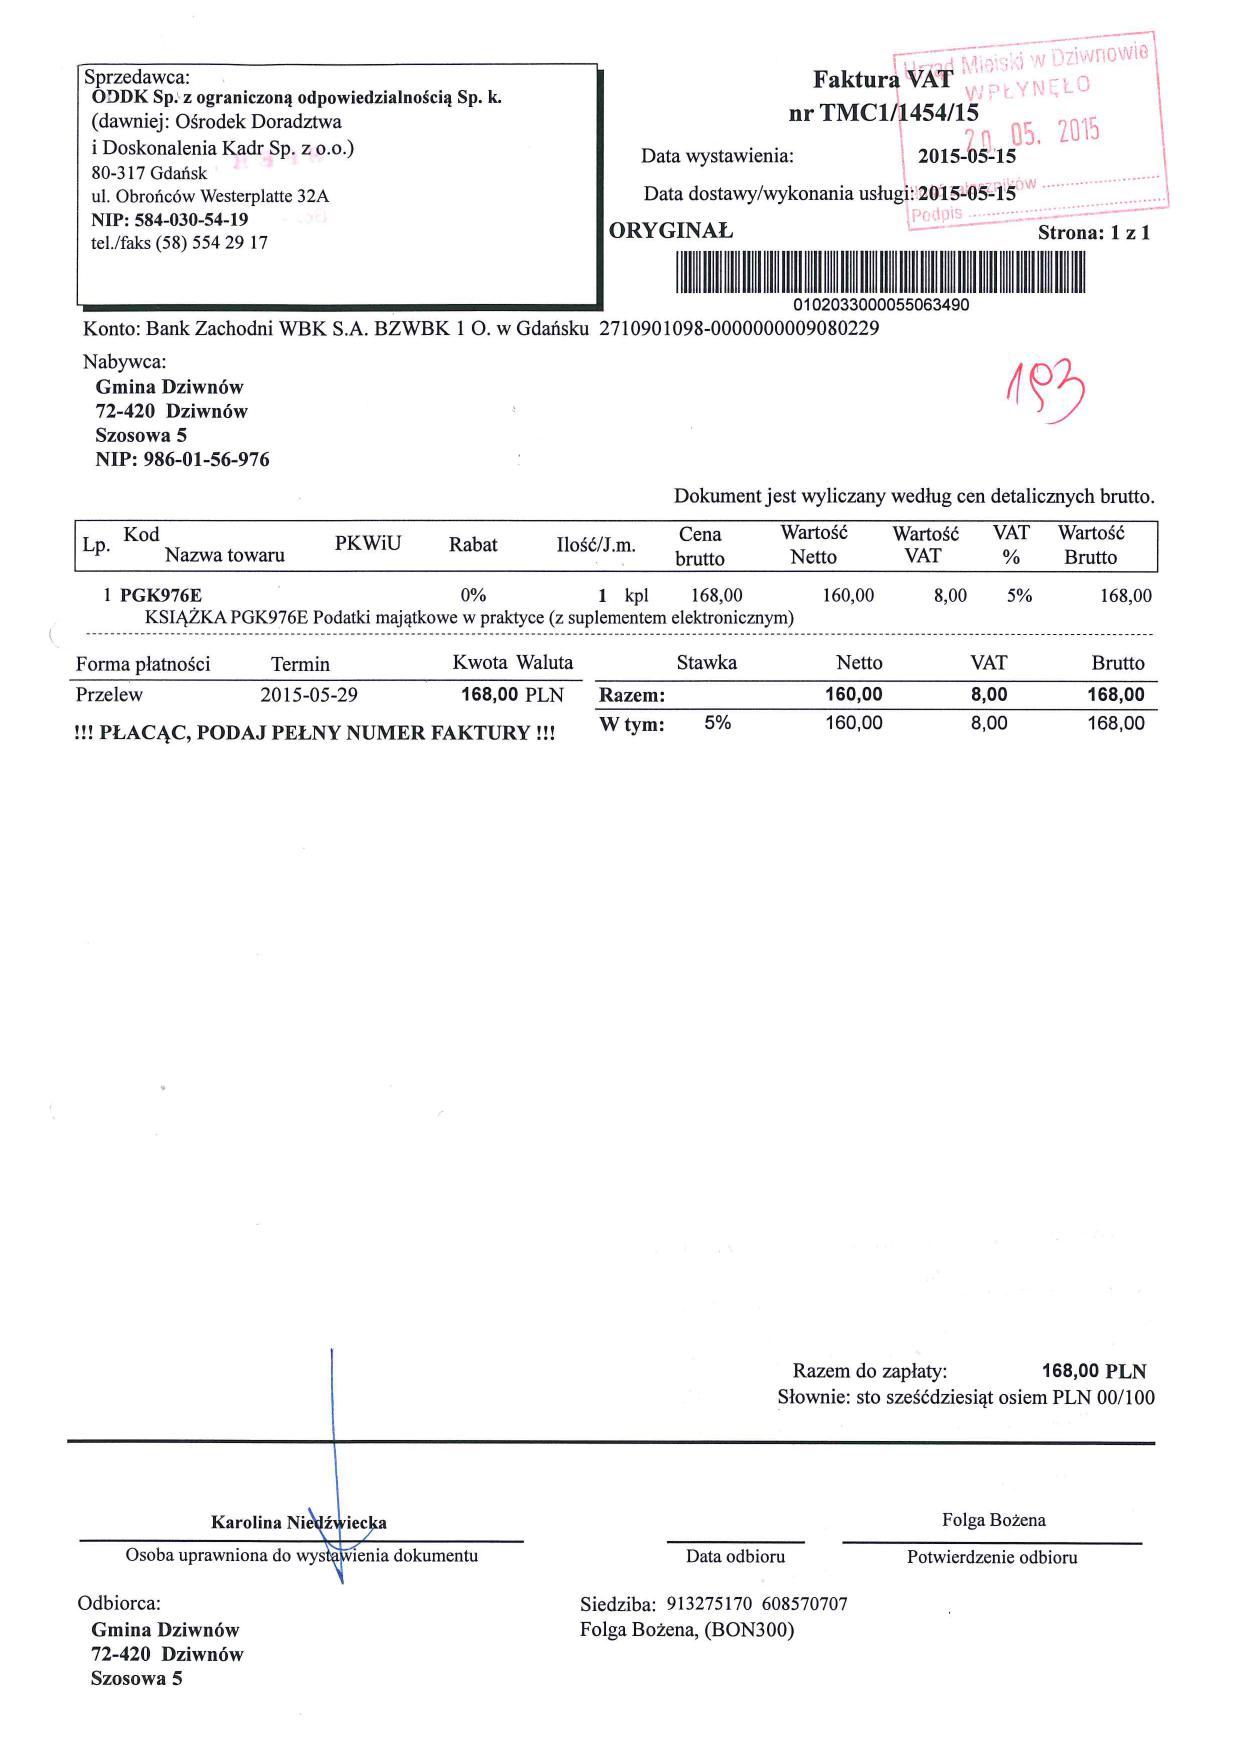 Sprzedawca:
ODDK Sp. z ograniczoną odpowiedzialnością Sp. k.
(dawniej: Ośrodek Doradztwa
i Doskonalenia Kadr Sp. z o.o.)
80-317 Gdańsk
ul. Obrońców Westerplatte 32A
NIP: 584-030-54-19
tel./faks (58) 554 29 17
Faktura VAT
nr TMC1/1454/15
Data wystawienia: 2015-05-15
Data dostawy/wykonania usługi: 2015-05-15
ORYGINAŁ Strona: 1 z 1
Urząd Miejski w Dziwnowie
WPŁYNĘŁO
20. 05. 2015
Podpis
0102033000055063490
Konto: Bank Zachodni WBK S.A. BZWBK 1 O. w Gdańsku 2710901098-0000000009080229
Nabywca:
Gmina Dziwnów
72-420 Dziwnów
Szosowa 5
NIP: 986-01-56-976
193
Dokument jest wyliczany według cen detalicznych brutto.
Lp. Kod Nazwa towaru PKWiU Rabat Ilość/J.m. Cena brutto Wartość Netto Wartość VAT VAT % Wartość Brutto
1 PGK976E 0% 1 kpl 168,00 160,00 8,00 5% 168,00
KSIĄŻKA PGK976E Podatki majątkowe w praktyce (z suplementem elektronicznym)
Forma płatności Termin Kwota Waluta Stawka Netto VAT Brutto
Przelew 2015-05-29 168,00 PLN Razem: 160,00 8,00 168,00
!!! PŁACĄC, PODAJ PEŁNY NUMER FAKTURY !!! W tym: 5% 160,00 8,00 168,00
Razem do zapłaty: 168,00 PLN
Słownie: sto sześćdziesiąt osiem PLN 00/100
Karolina Niedźwiecka
Osoba uprawniona do wystawienia dokumentu
Data odbioru
Folga Bożena
Potwierdzenie odbioru
Odbiorca:
Gmina Dziwnów
72-420 Dziwnów
Szosowa 5
Siedziba: 913275170 608570707
Folga Bożena, (BON300)